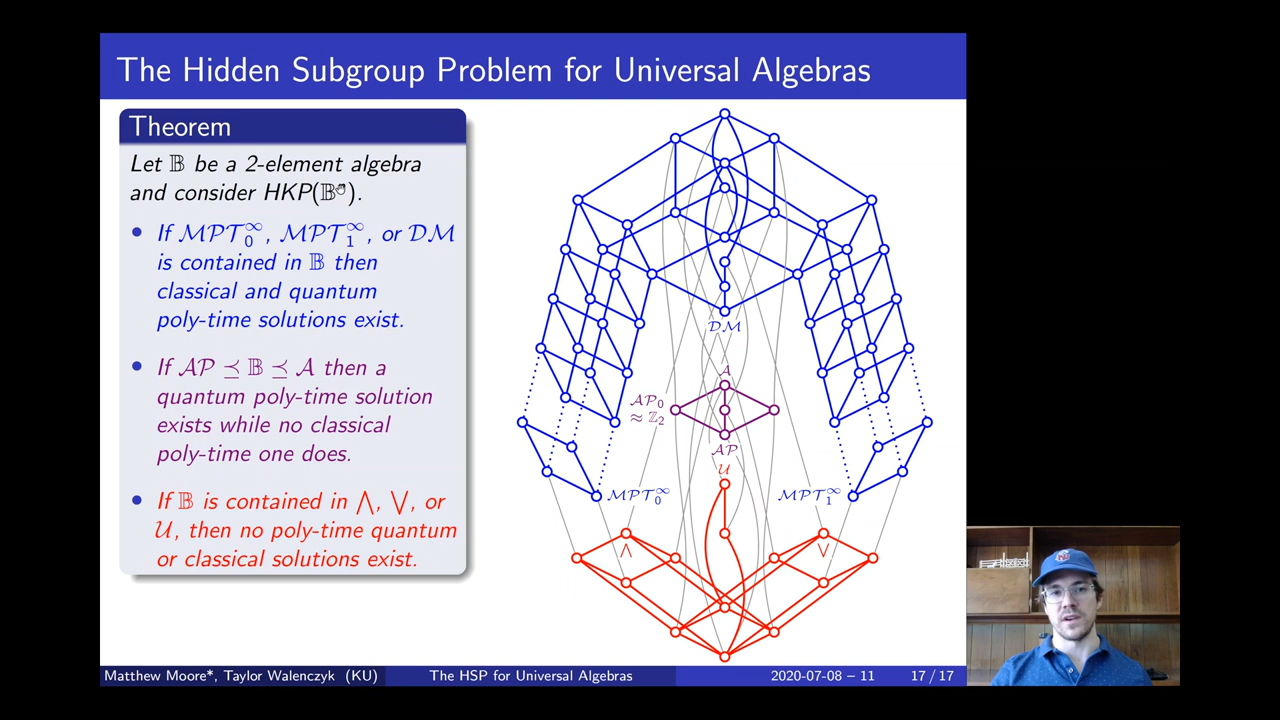 The Hidden Subgroup Problem for Universal Algebras
Theorem
Let 𝔹 be a 2-element algebra
and consider HKP(𝔹ⁿ).
• If ℳ𝒫𝒯₀^∞, ℳ𝒫𝒯₁^∞, or 𝒟ℳ
is contained in 𝔹 then
classical and quantum
poly-time solutions exist.
• If 𝒜𝒫 ⪯ 𝔹 ⪯ 𝒜 then a
quantum poly-time solution
exists while no classical
poly-time one does.
• If 𝔹 is contained in ⋀, ⋁, or
𝒰, then no poly-time quantum
or classical solutions exist.
𝒟ℳ
𝒜
𝒜𝒫₀
≈ ℤ₂
𝒜𝒫
𝒰
ℳ𝒫𝒯₀^∞
ℳ𝒫𝒯₁^∞
⋀
⋁
Matthew Moore*, Taylor Walenczyk (KU)
The HSP for Universal Algebras
2020-07-08 – 11
17 / 17